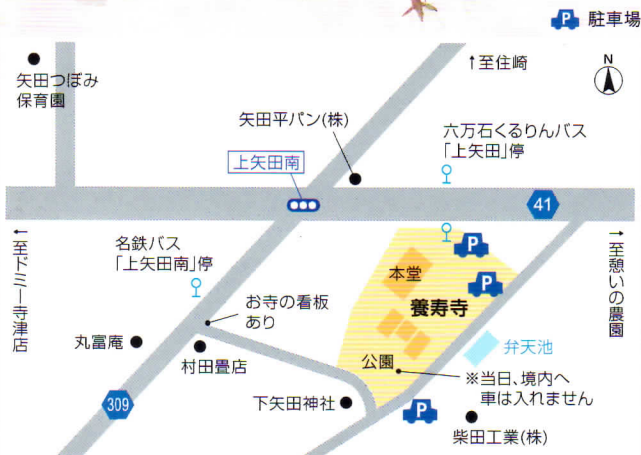 P 駐車場
矢田つぼみ
保育園
↑至住崎
N
矢田平パン(株)
六万石くるりんバス
「上矢田」停
上矢田南
41
←至ドミー寺津店
名鉄バス
「上矢田南」停
P
本堂
P
→至憩いの農園
お寺の看板
あり
養寿寺
丸富庵
村田畳店
公園
弁天池
※当日、境内へ
車は入れません
309
下矢田神社
P
柴田工業(株)